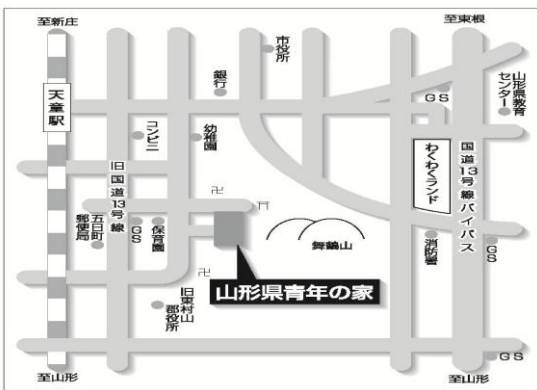 至新庄
至東根
市役所
山形県教育
センター
銀行
GS
天童駅
コンビニ
幼稚園
わくわくランド
国道13号線バイパス
旧国道13号線
卍
五日町
郵便局
GS
保育園
舞鶴山
消防署
GS
卍
山形県青年の家
旧東村山
郡役所
GS
至山形
至山形